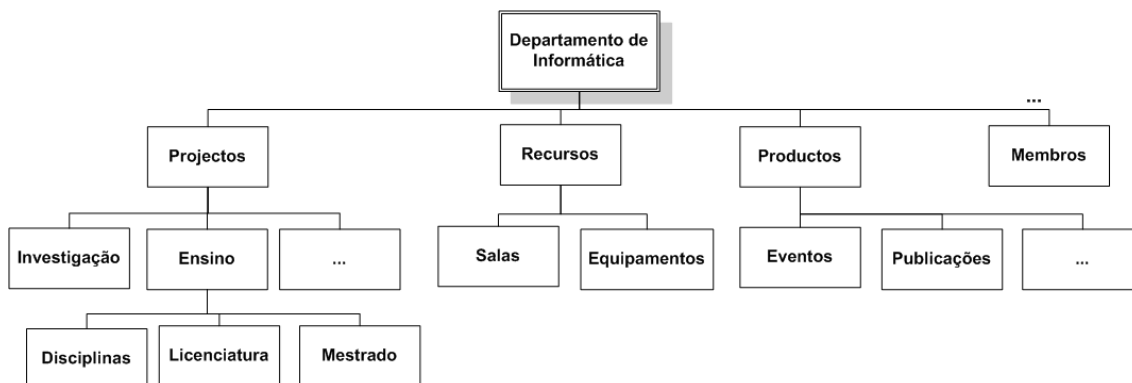 Departamento de
Informática
...
Projectos
Recursos
Productos
Membros
Investigação
Ensino
...
Salas
Equipamentos
Eventos
Publicações
...
Disciplinas
Licenciatura
Mestrado